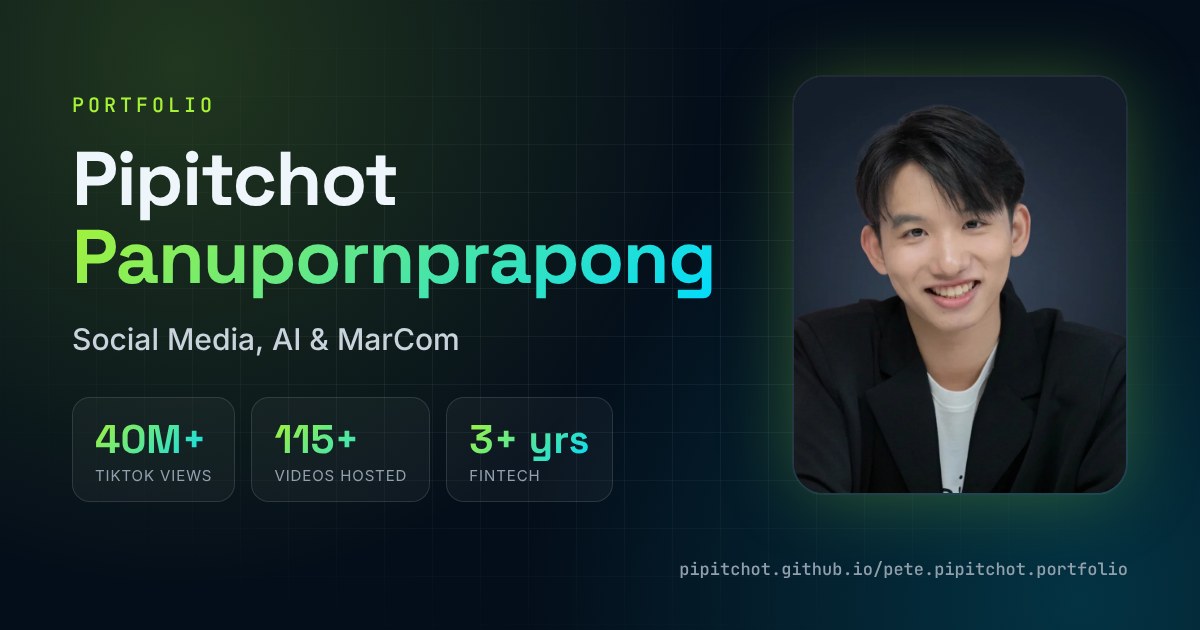 PORTFOLIO
Pipitchot
Panupornprapong
Social Media, AI & MarCom
40M+
TIKTOK VIEWS
115+
VIDEOS HOSTED
3+ yrs
FINTECH
pipitchot.github.io/pete.pipitchot.portfolio